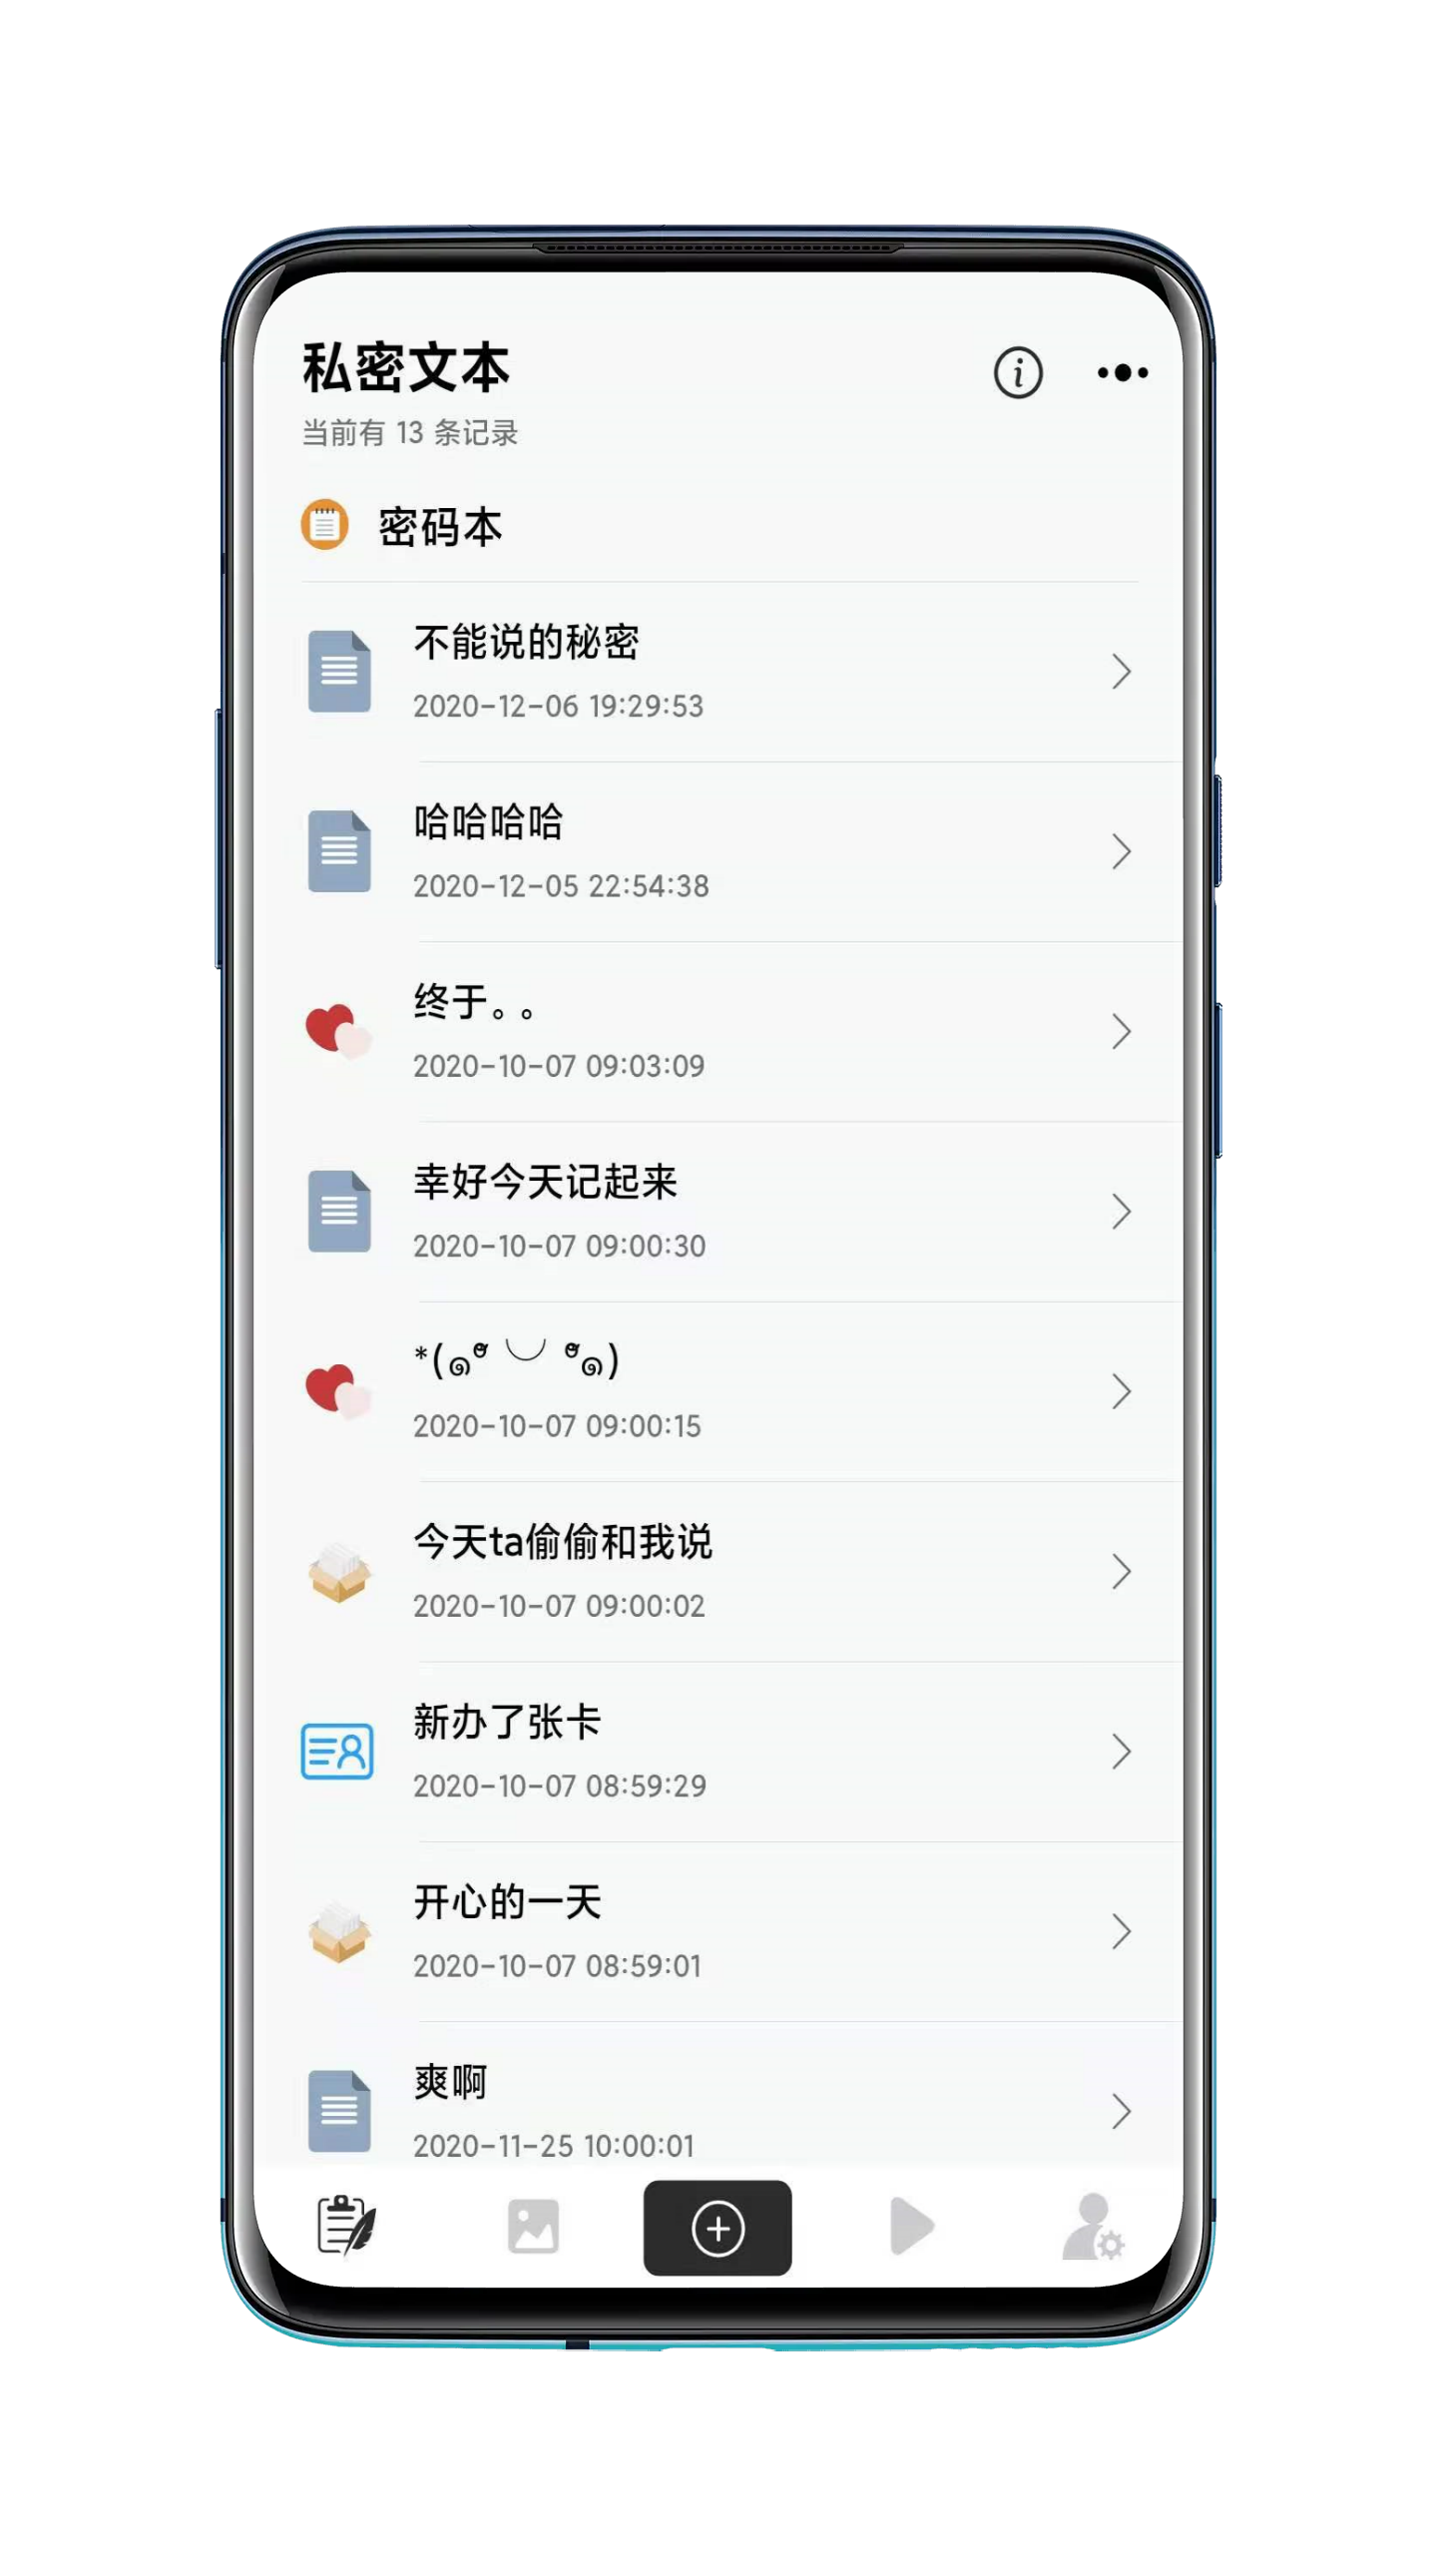 私密文本
当前有 13 条记录
密码本
不能说的秘密
2020-12-06 19:29:53
哈哈哈哈
2020-12-05 22:54:38
终于。。
2020-10-07 09:03:09
幸好今天记起来
2020-10-07 09:00:30
*(๑º ◡ º๑)
2020-10-07 09:00:15
今天ta偷偷和我说
2020-10-07 09:00:02
新办了张卡
2020-10-07 08:59:29
开心的一天
2020-10-07 08:59:01
爽啊
2020-11-25 10:00:01